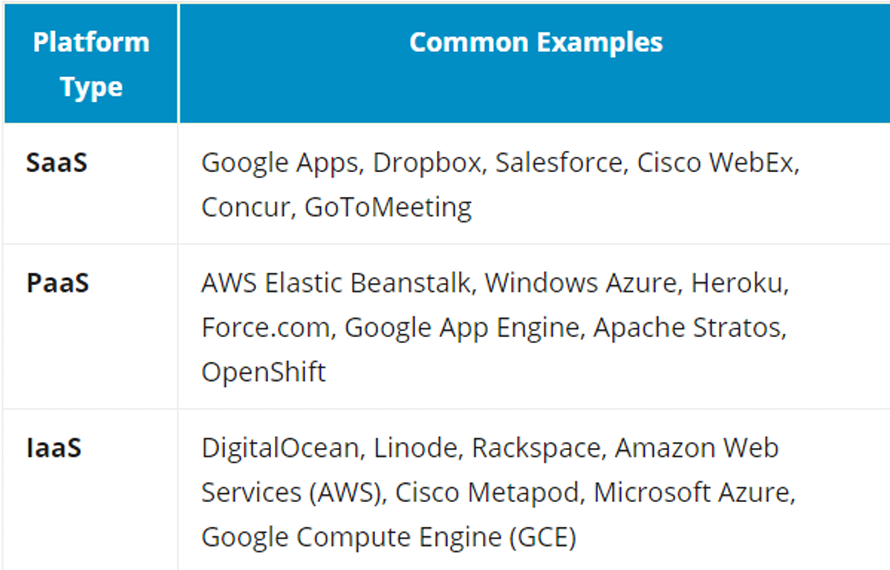 Platform Type
Common Examples
SaaS
Google Apps, Dropbox, Salesforce, Cisco WebEx,
Concur, GoToMeeting
PaaS
AWS Elastic Beanstalk, Windows Azure, Heroku,
Force.com, Google App Engine, Apache Stratos,
OpenShift
IaaS
DigitalOcean, Linode, Rackspace, Amazon Web
Services (AWS), Cisco Metapod, Microsoft Azure,
Google Compute Engine (GCE)